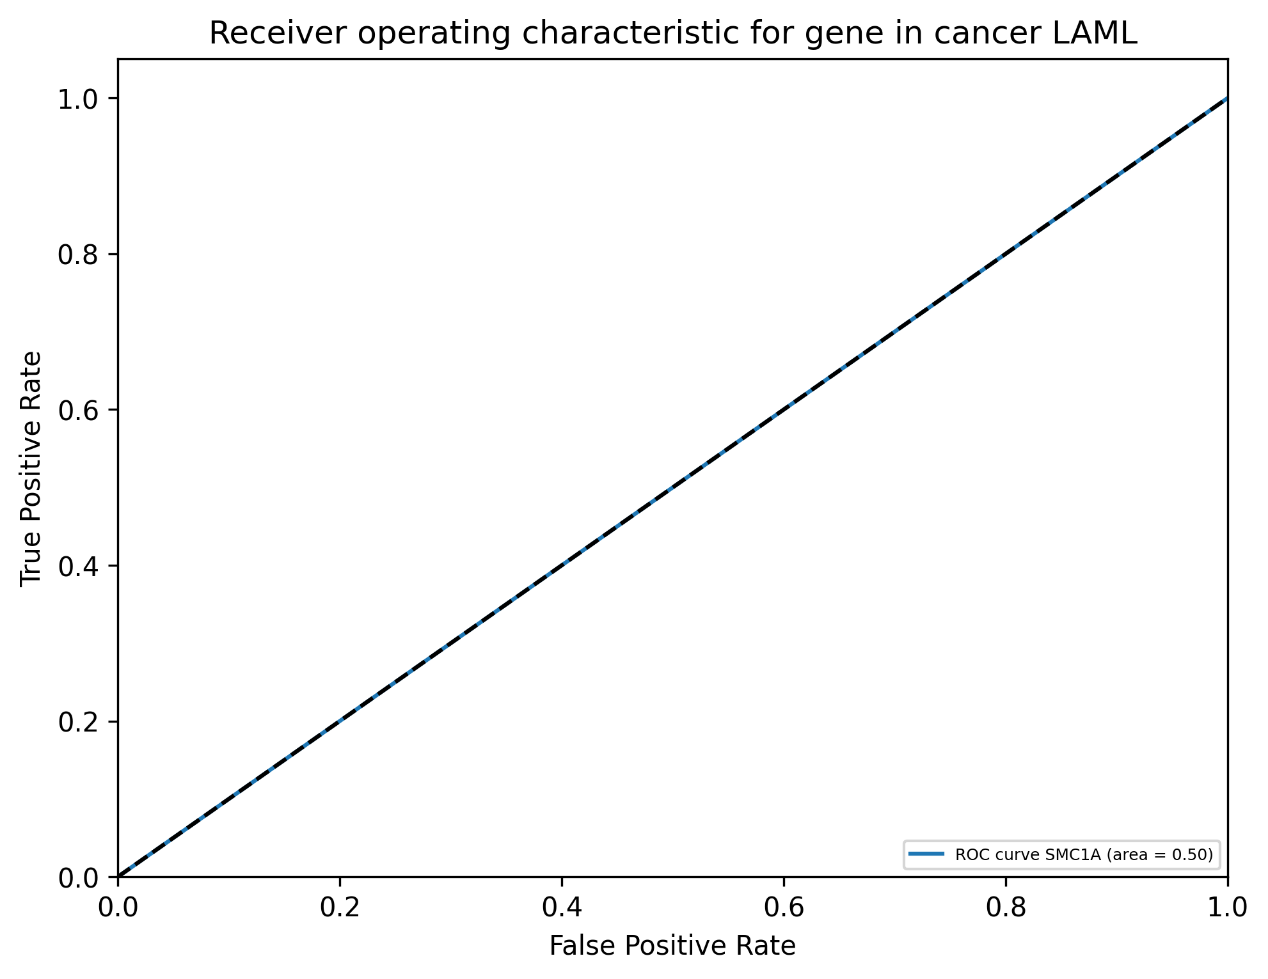 Receiver operating characteristic for gene in cancer LAML
1.0
0.8
0.6
0.4
0.2
0.0
True Positive Rate
0.0 0.2 0.4 0.6 0.8 1.0
False Positive Rate
ROC curve SMC1A (area = 0.50)